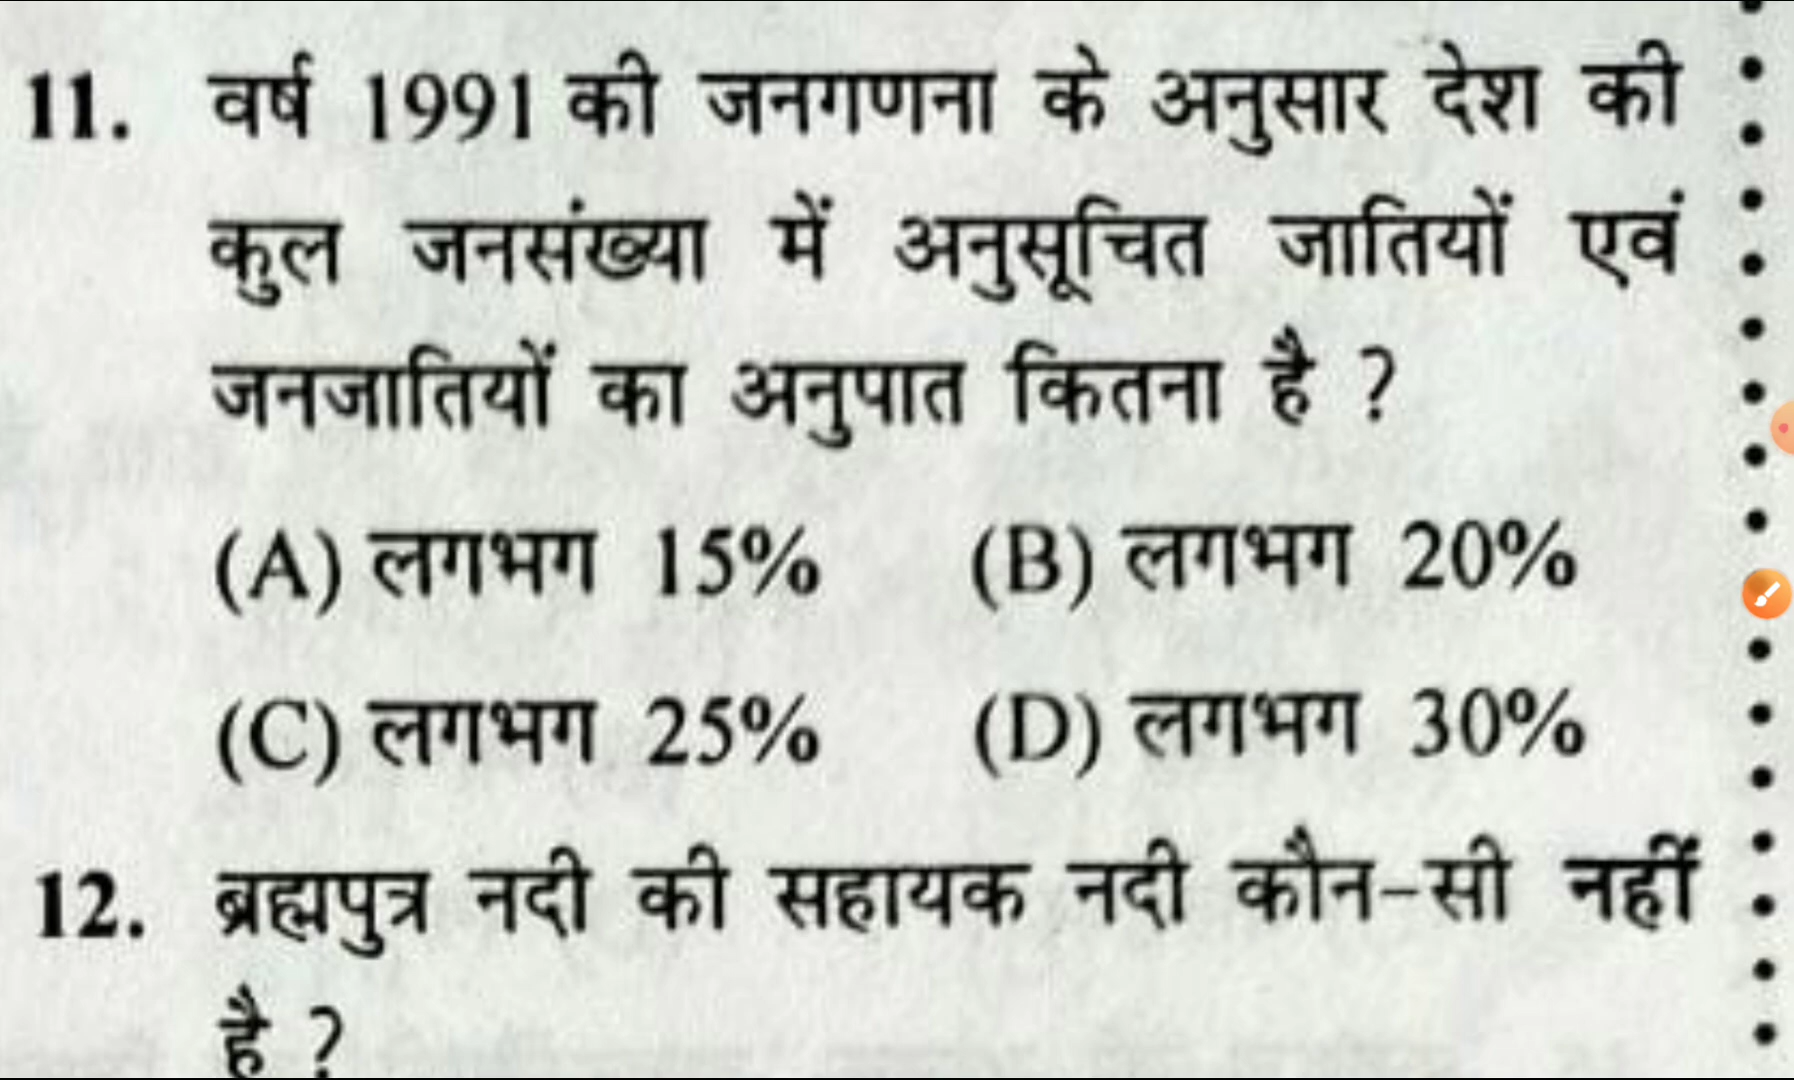 11. वर्ष 1991 की जनगणना के अनुसार देश की
कुल जनसंख्या में अनुसूचित जातियों एवं
जनजातियों का अनुपात कितना है ?
(A) लगभग 15% (B) लगभग 20%
(C) लगभग 25% (D) लगभग 30%
12. ब्रह्मपुत्र नदी की सहायक नदी कौन-सी नहीं
है ?